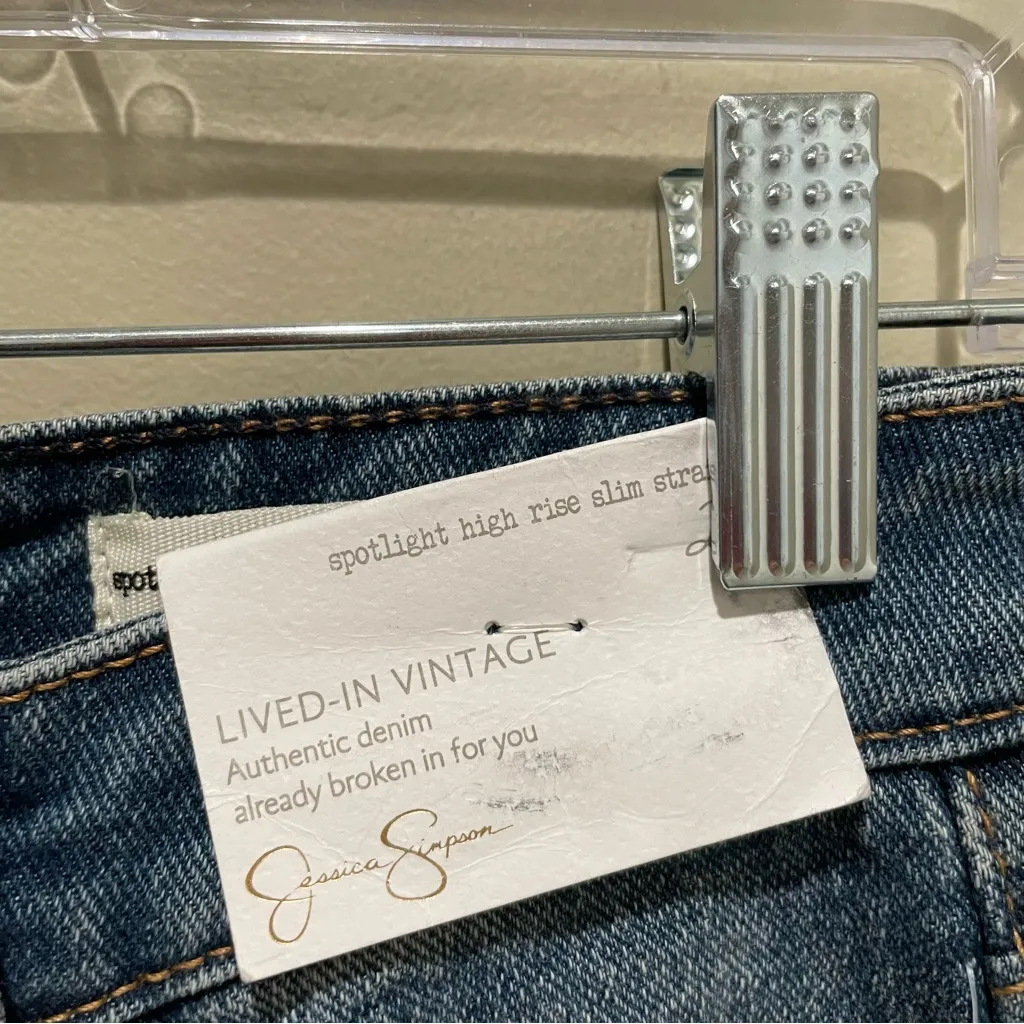 spotlight high rise slim stra
spot
LIVED-IN VINTAGE
Authentic denim
already broken in for you
Jessica Simpson